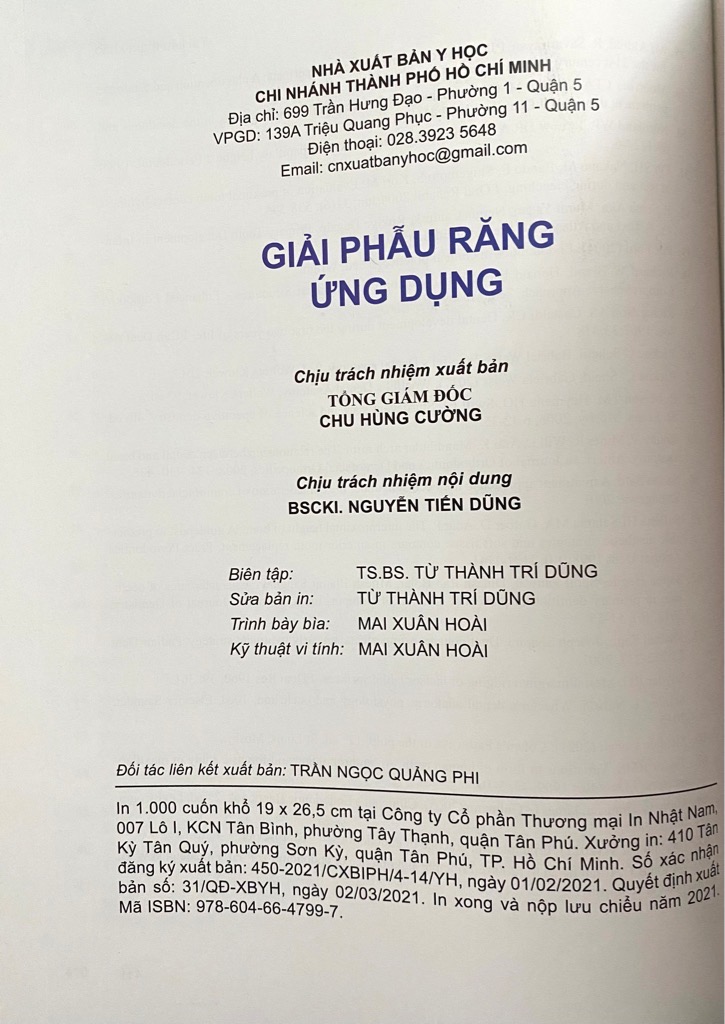 NHÀ XUẤT BẢN Y HỌC
CHI NHÁNH THÀNH PHỐ HỒ CHÍ MINH
Địa chỉ: 699 Trần Hưng Đạo - Phường 1 - Quận 5
VPGD: 139A Triệu Quang Phục - Phường 11 - Quận 5
Điện thoại: 028.3923 5648
Email: cnxuatbanyhoc@gmail.com
GIẢI PHẪU RĂNG
ỨNG DỤNG
Chịu trách nhiệm xuất bản
TỔNG GIÁM ĐỐC
CHU HÙNG CƯỜNG
Chịu trách nhiệm nội dung
BSCKI. NGUYỄN TIẾN DŨNG
Biên tập: TS.BS. TỪ THÀNH TRÍ DŨNG
Sửa bản in: TỪ THÀNH TRÍ DŨNG
Trình bày bìa: MAI XUÂN HOÀI
Kỹ thuật vi tính: MAI XUÂN HOÀI
Đối tác liên kết xuất bản: TRẦN NGỌC QUẢNG PHI
In 1.000 cuốn khổ 19 x 26,5 cm tại Công ty Cổ phần Thương mại In Nhật Nam,
007 Lô I, KCN Tân Bình, phường Tây Thạnh, quận Tân Phú. Xưởng in: 410 Tân
Kỳ Tân Quý, phường Sơn Kỳ, quận Tân Phú, TP. Hồ Chí Minh. Số xác nhận
đăng ký xuất bản: 450-2021/CXBIPH/4-14/YH, ngày 01/02/2021. Quyết định xuất
bản số: 31/QĐ-XBYH, ngày 02/03/2021. In xong và nộp lưu chiểu năm 2021.
Mã ISBN: 978-604-66-4799-7.